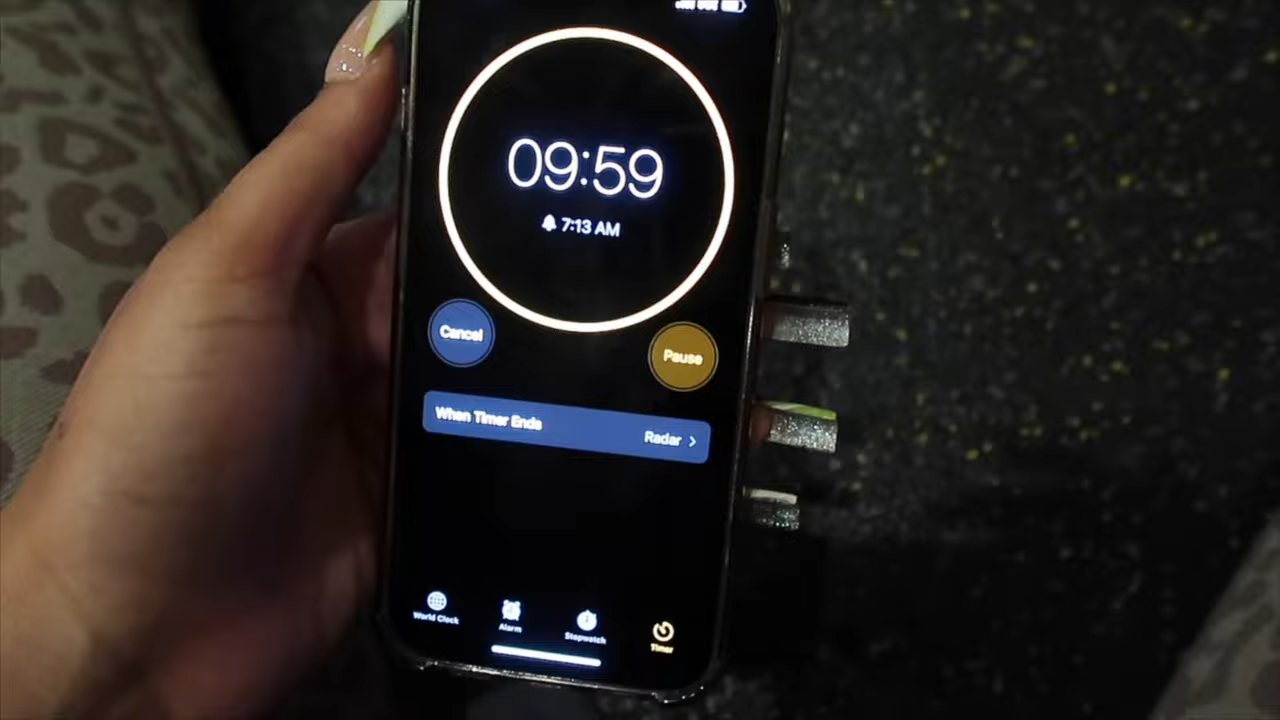 09:59
7:13 AM
Cancel
Pause
When Timer Ends
Radar
World Clock
Alarm
Stopwatch
Timer